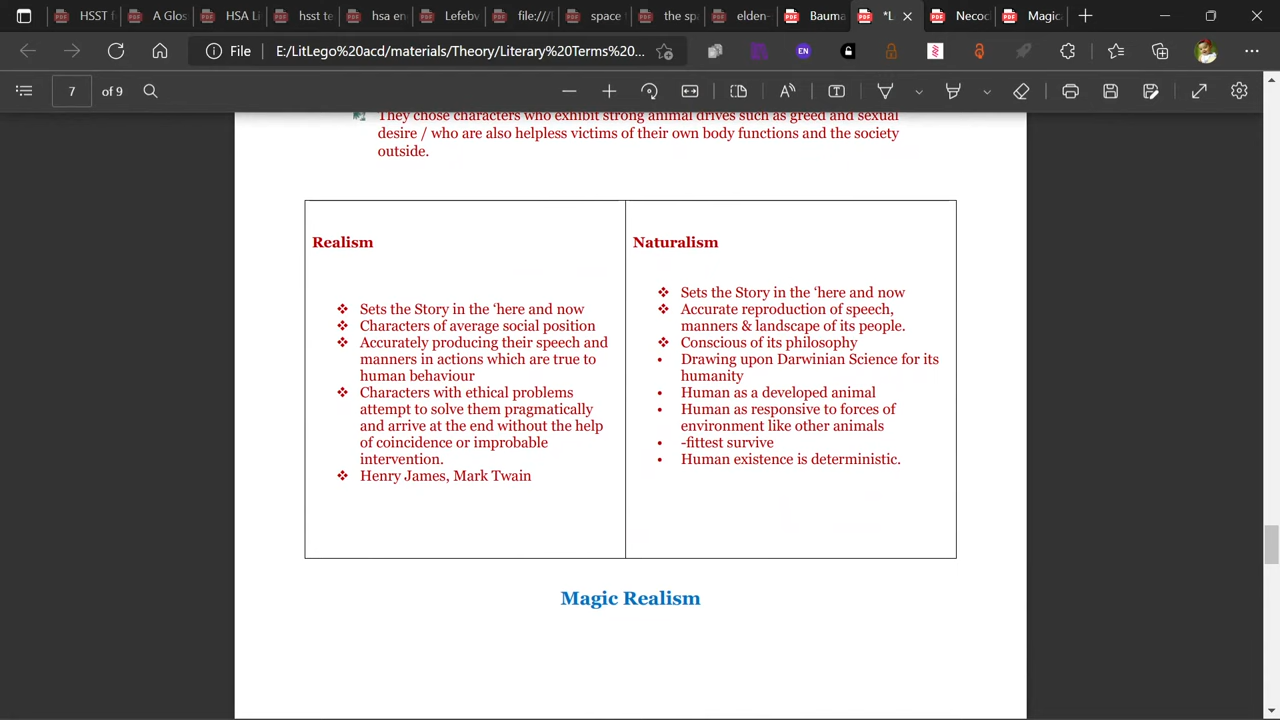 HSST f
\Glos
HSA Li
hsst te
hsa en
Lefebv
file:///
space
the sp
elden-
Bauma
*L
Necoc
Magic
File
E:/LitLego%20acd/materials/Theory/Literary%20Terms%20...
EN
7 of 9
They chose characters who exhibit strong animal drives such as greed and sexual
desire / who are also helpless victims of their own body functions and the society
outside.
Realism
❖ Sets the Story in the ‘here and now
❖ Characters of average social position
❖ Accurately producing their speech and
manners in actions which are true to
human behaviour
❖ Characters with ethical problems
attempt to solve them pragmatically
and arrive at the end without the help
of coincidence or improbable
intervention.
❖ Henry James, Mark Twain
Naturalism
❖ Sets the Story in the ‘here and now
❖ Accurate reproduction of speech,
manners & landscape of its people.
❖ Conscious of its philosophy
• Drawing upon Darwinian Science for its
humanity
• Human as a developed animal
• Human as responsive to forces of
environment like other animals
• -fittest survive
• Human existence is deterministic.
Magic Realism